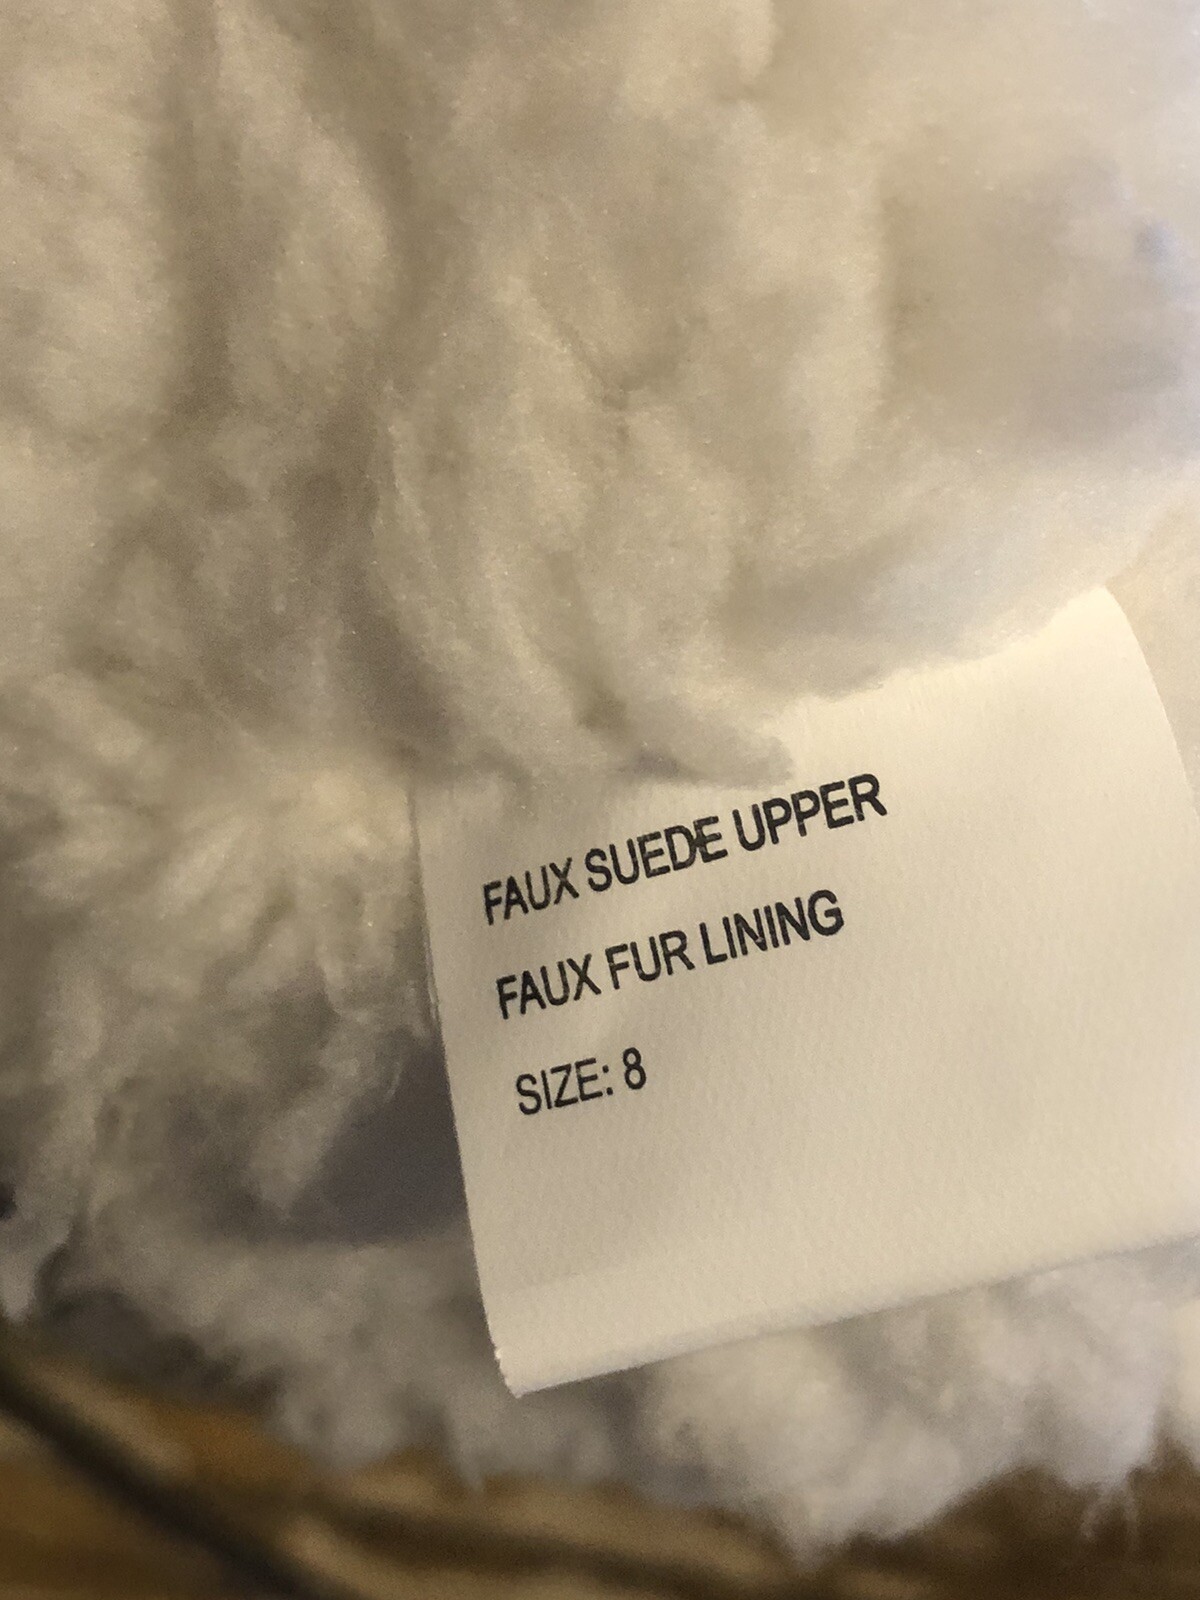 FAUX SUEDE UPPER
FAUX FUR LINING
SIZE: 8